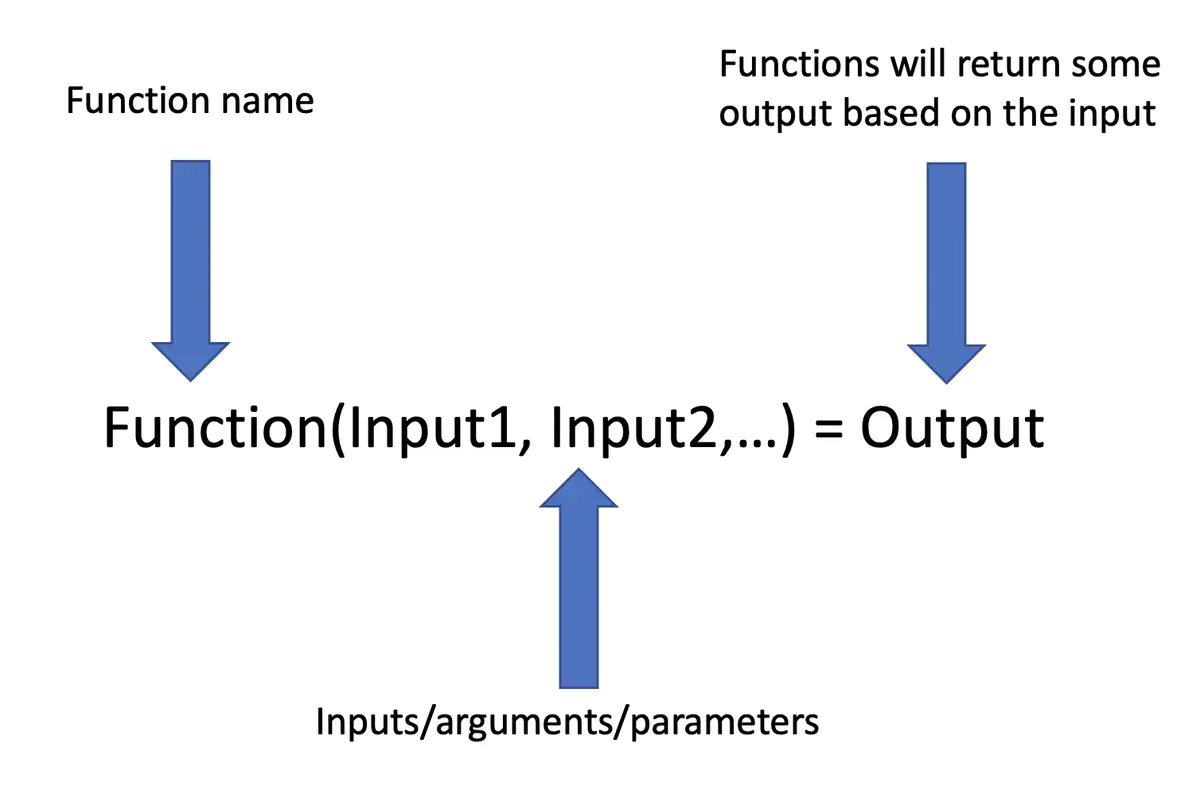 Function name
Functions will return some
output based on the input
Function(Input1, Input2,...) = Output
Inputs/arguments/parameters